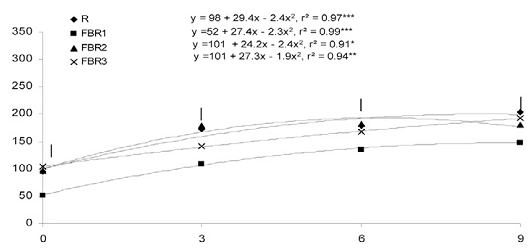 R
FBR1
FBR2
FBR3
y = 98 + 29.4x - 2.4x², r² = 0.97***
y =52 + 27.4x - 2.3x², r² = 0.99***
y =101 + 24.2x - 2.4x², r² = 0.91*
y =101 + 27.3x - 1.9x², r² = 0.94**
350
300
250
200
150
100
50
0
0 3 6 9